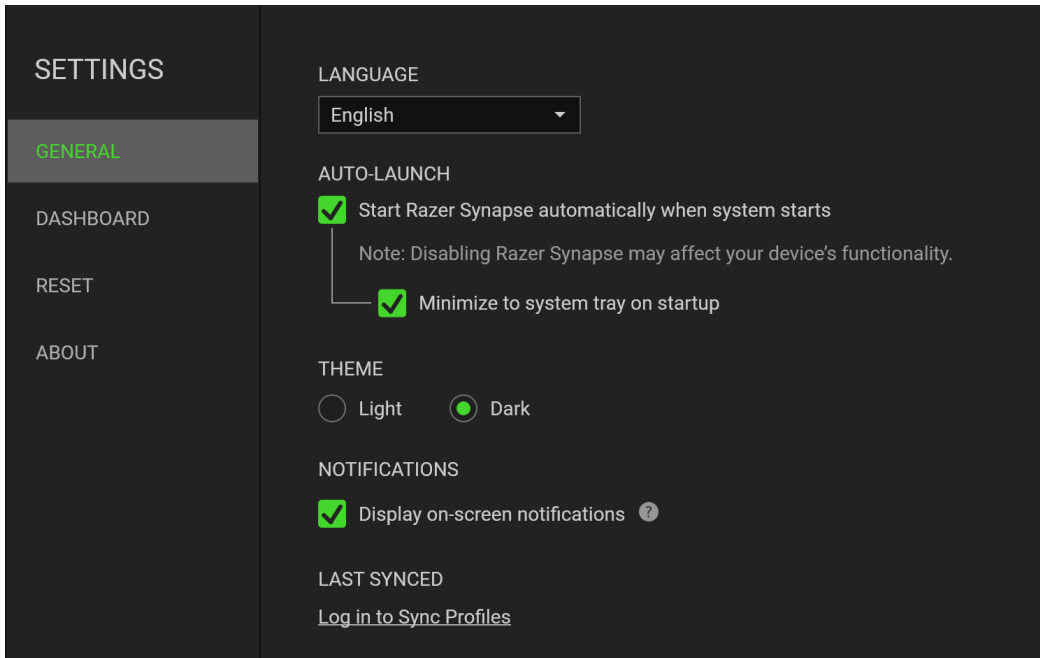 SETTINGS
GENERAL
DASHBOARD
RESET
ABOUT
LANGUAGE
English
AUTO-LAUNCH
Start Razer Synapse automatically when system starts
Note: Disabling Razer Synapse may affect your device’s functionality.
Minimize to system tray on startup
THEME
Light
Dark
NOTIFICATIONS
Display on-screen notifications ?
LAST SYNCED
Log in to Sync Profiles